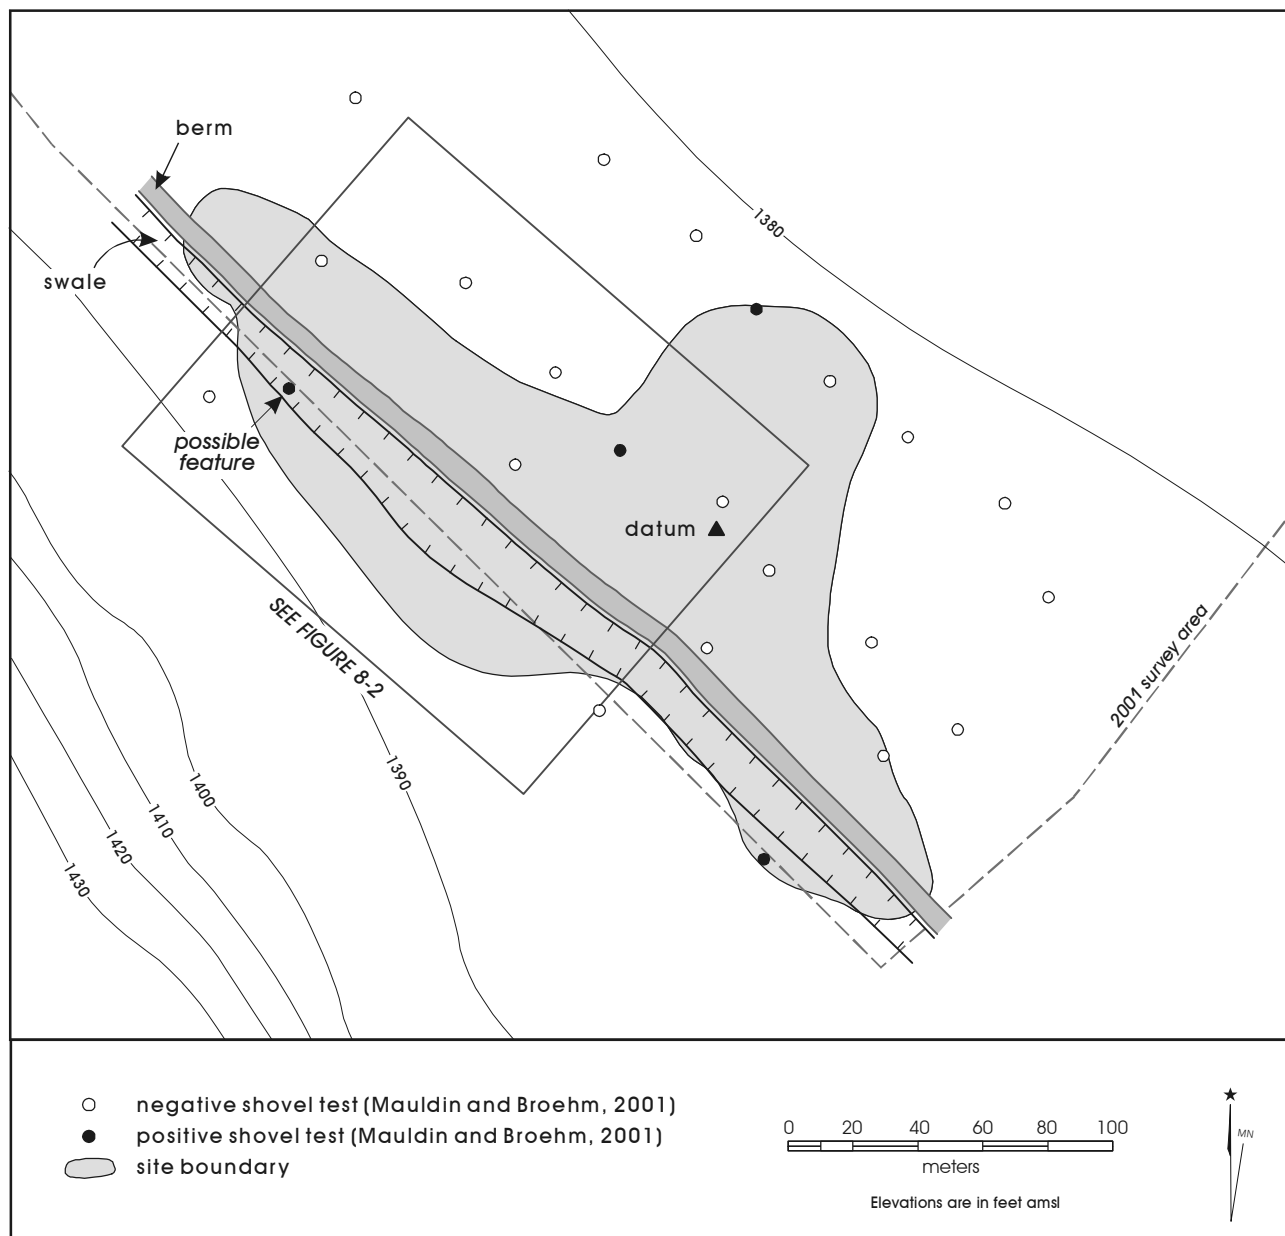 berm
1380
swale
possible
feature
datum
SEE FIGURE 8-2
2001 survey area
1390
1400
1410
1420
1430
negative shovel test (Mauldin and Broehm, 2001)
positive shovel test (Mauldin and Broehm, 2001)
site boundary
0 20 40 60 80 100
meters
Elevations are in feet amsl
MN